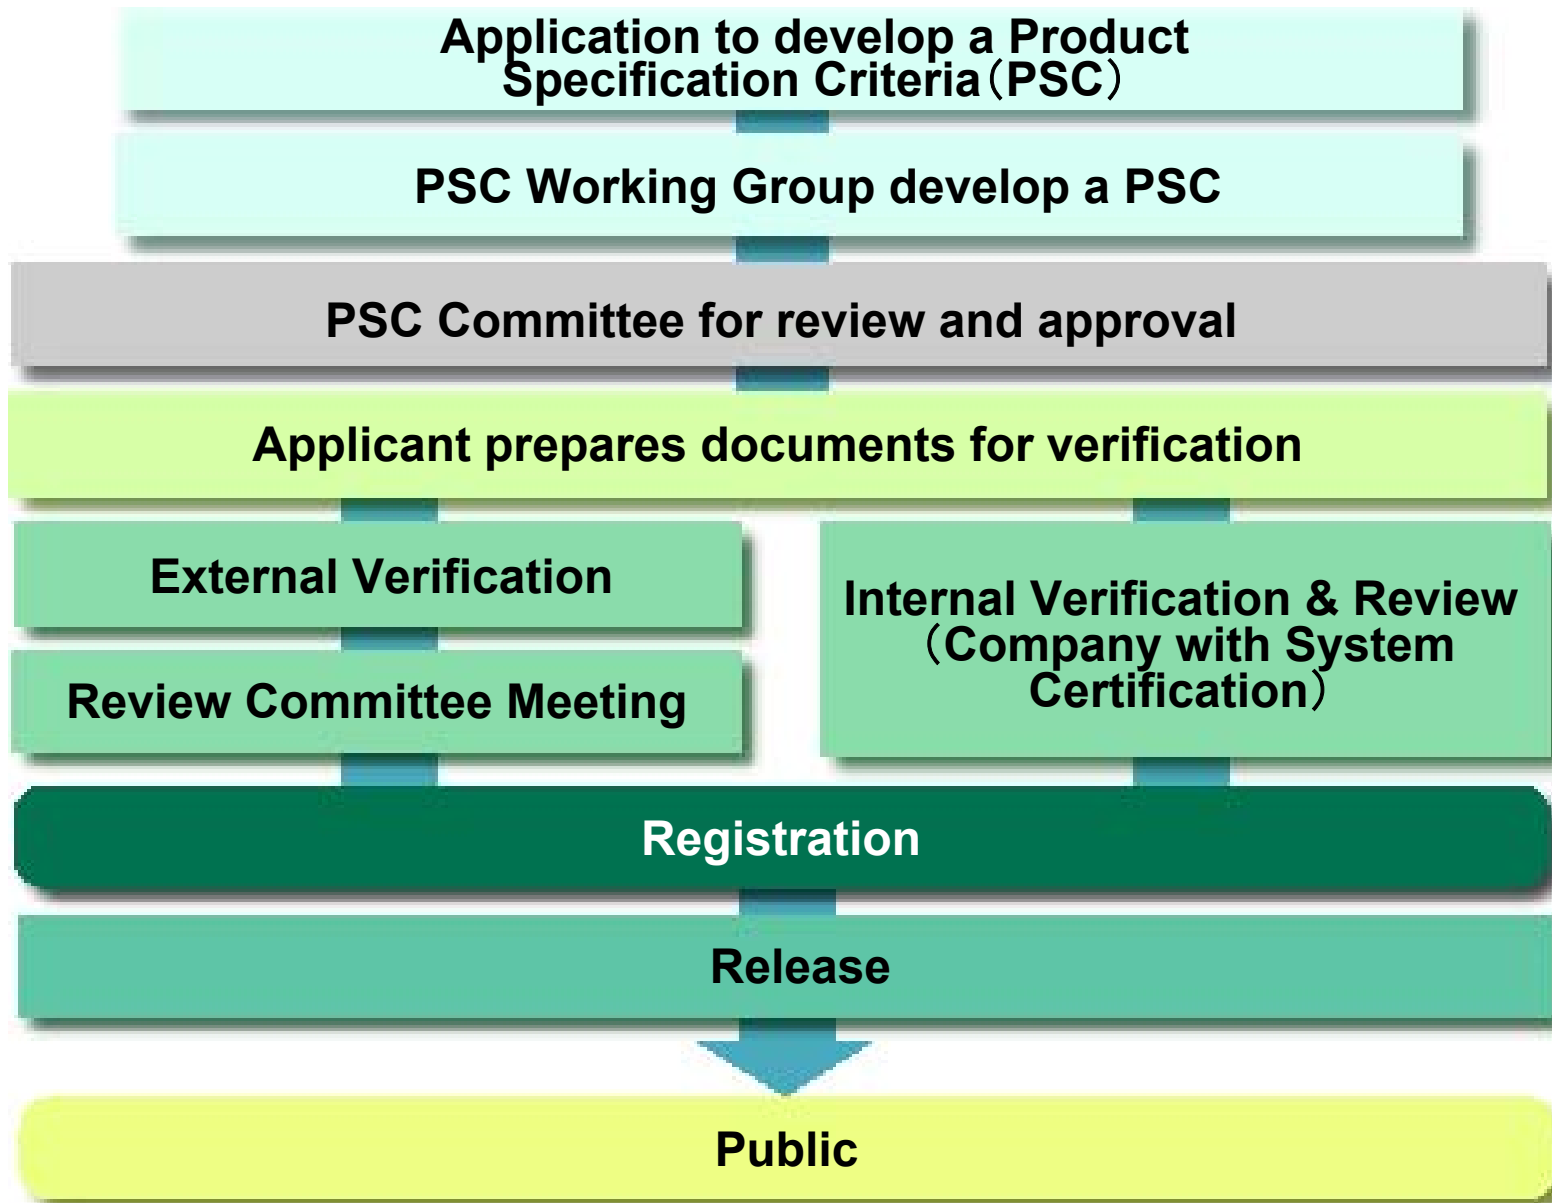 Application to develop a Product
Specification Criteria（PSC）
PSC Working Group develop a PSC
PSC Committee for review and approval
Applicant prepares documents for verification
External Verification
Review Committee Meeting
Internal Verification & Review
（Company with System
Certification）
Registration
Release
Public